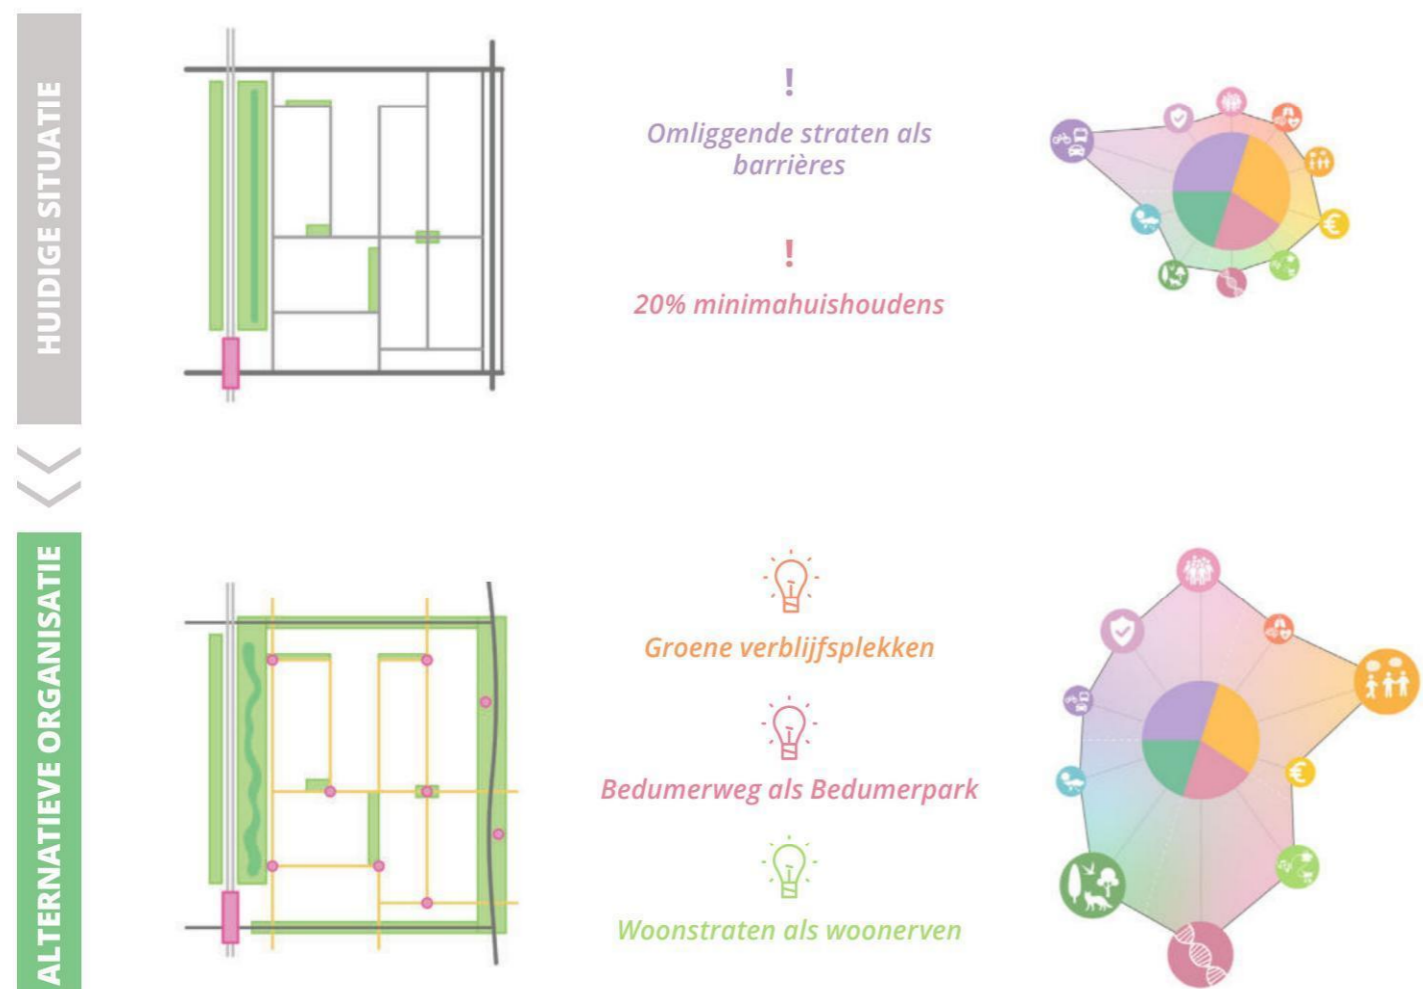 HUIDIGE SITUATIE
!
Omliggende straten als
barrières
!
20% minimahuishoudens
€
ALTERNATIEVE ORGANISATIE
Groene verblijfsplekken
Bedumerweg als Bedumerpark
Woonstraten als woonerven
€